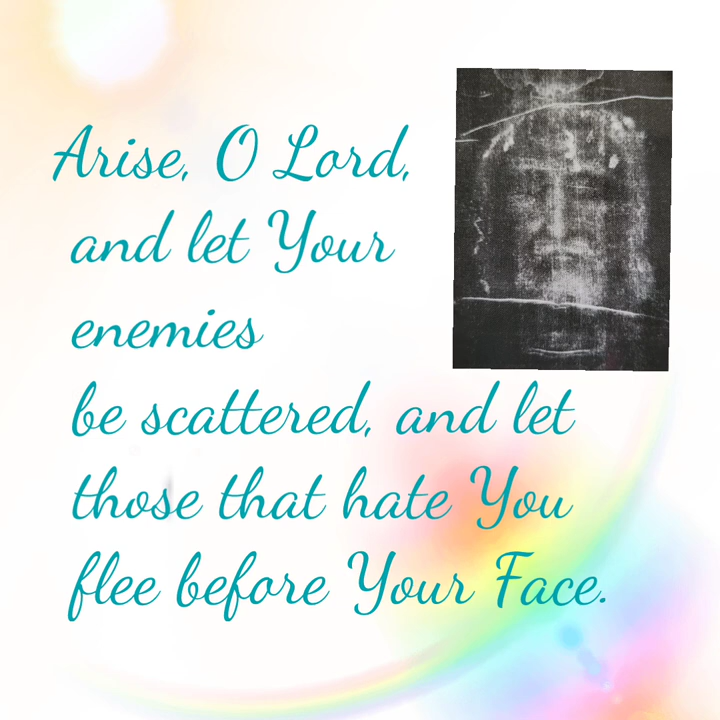 Arise, O Lord,
and let Your
enemies
be scattered, and let
those that hate You
flee before Your Face.